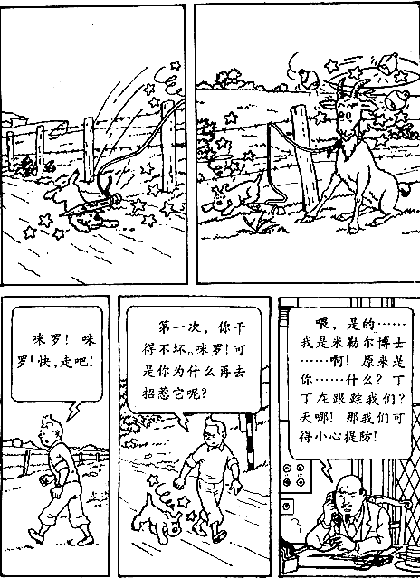 咪罗！咪
罗！快，走吧！
第一次，你干
得不坏，咪罗！可
是你为什么再去
招惹它呢？
喂，是的……
我是米勒尔博士
……啊！原来是
你……什么？丁
丁在跟踪我们？
天哪！那我们可
得小心提防！